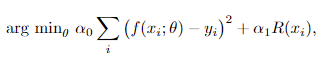 arg min_θ α_0 ∑_i (f(x_i; θ) − y_i)^2 + α_1 R(x_i),